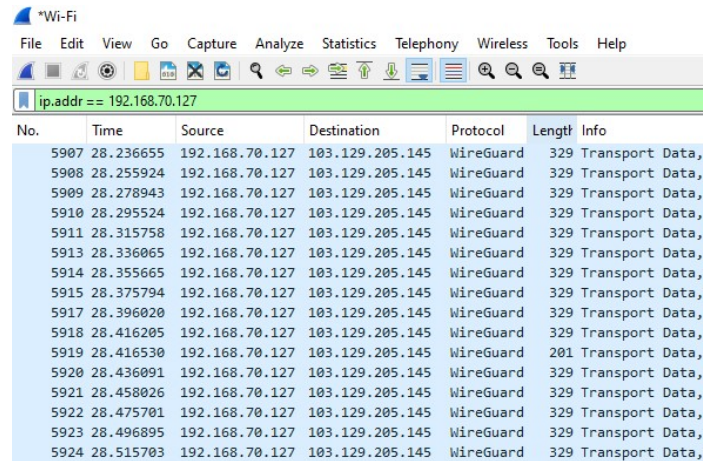 *Wi-Fi
File Edit View Go Capture Analyze Statistics Telephony Wireless Tools Help
ip.addr == 192.168.70.127
No. Time Source Destination Protocol Length Info
5907 28.236655 192.168.70.127 103.129.205.145 WireGuard 329 Transport Data,
5908 28.255924 192.168.70.127 103.129.205.145 WireGuard 329 Transport Data,
5909 28.278943 192.168.70.127 103.129.205.145 WireGuard 329 Transport Data,
5910 28.295524 192.168.70.127 103.129.205.145 WireGuard 329 Transport Data,
5911 28.315758 192.168.70.127 103.129.205.145 WireGuard 329 Transport Data,
5913 28.336065 192.168.70.127 103.129.205.145 WireGuard 329 Transport Data,
5914 28.355665 192.168.70.127 103.129.205.145 WireGuard 329 Transport Data,
5915 28.375794 192.168.70.127 103.129.205.145 WireGuard 329 Transport Data,
5917 28.396020 192.168.70.127 103.129.205.145 WireGuard 329 Transport Data,
5918 28.416205 192.168.70.127 103.129.205.145 WireGuard 329 Transport Data,
5919 28.416530 192.168.70.127 103.129.205.145 WireGuard 201 Transport Data,
5920 28.436091 192.168.70.127 103.129.205.145 WireGuard 329 Transport Data,
5921 28.458026 192.168.70.127 103.129.205.145 WireGuard 329 Transport Data,
5922 28.475701 192.168.70.127 103.129.205.145 WireGuard 329 Transport Data,
5923 28.496895 192.168.70.127 103.129.205.145 WireGuard 329 Transport Data,
5924 28.515703 192.168.70.127 103.129.205.145 WireGuard 329 Transport Data,